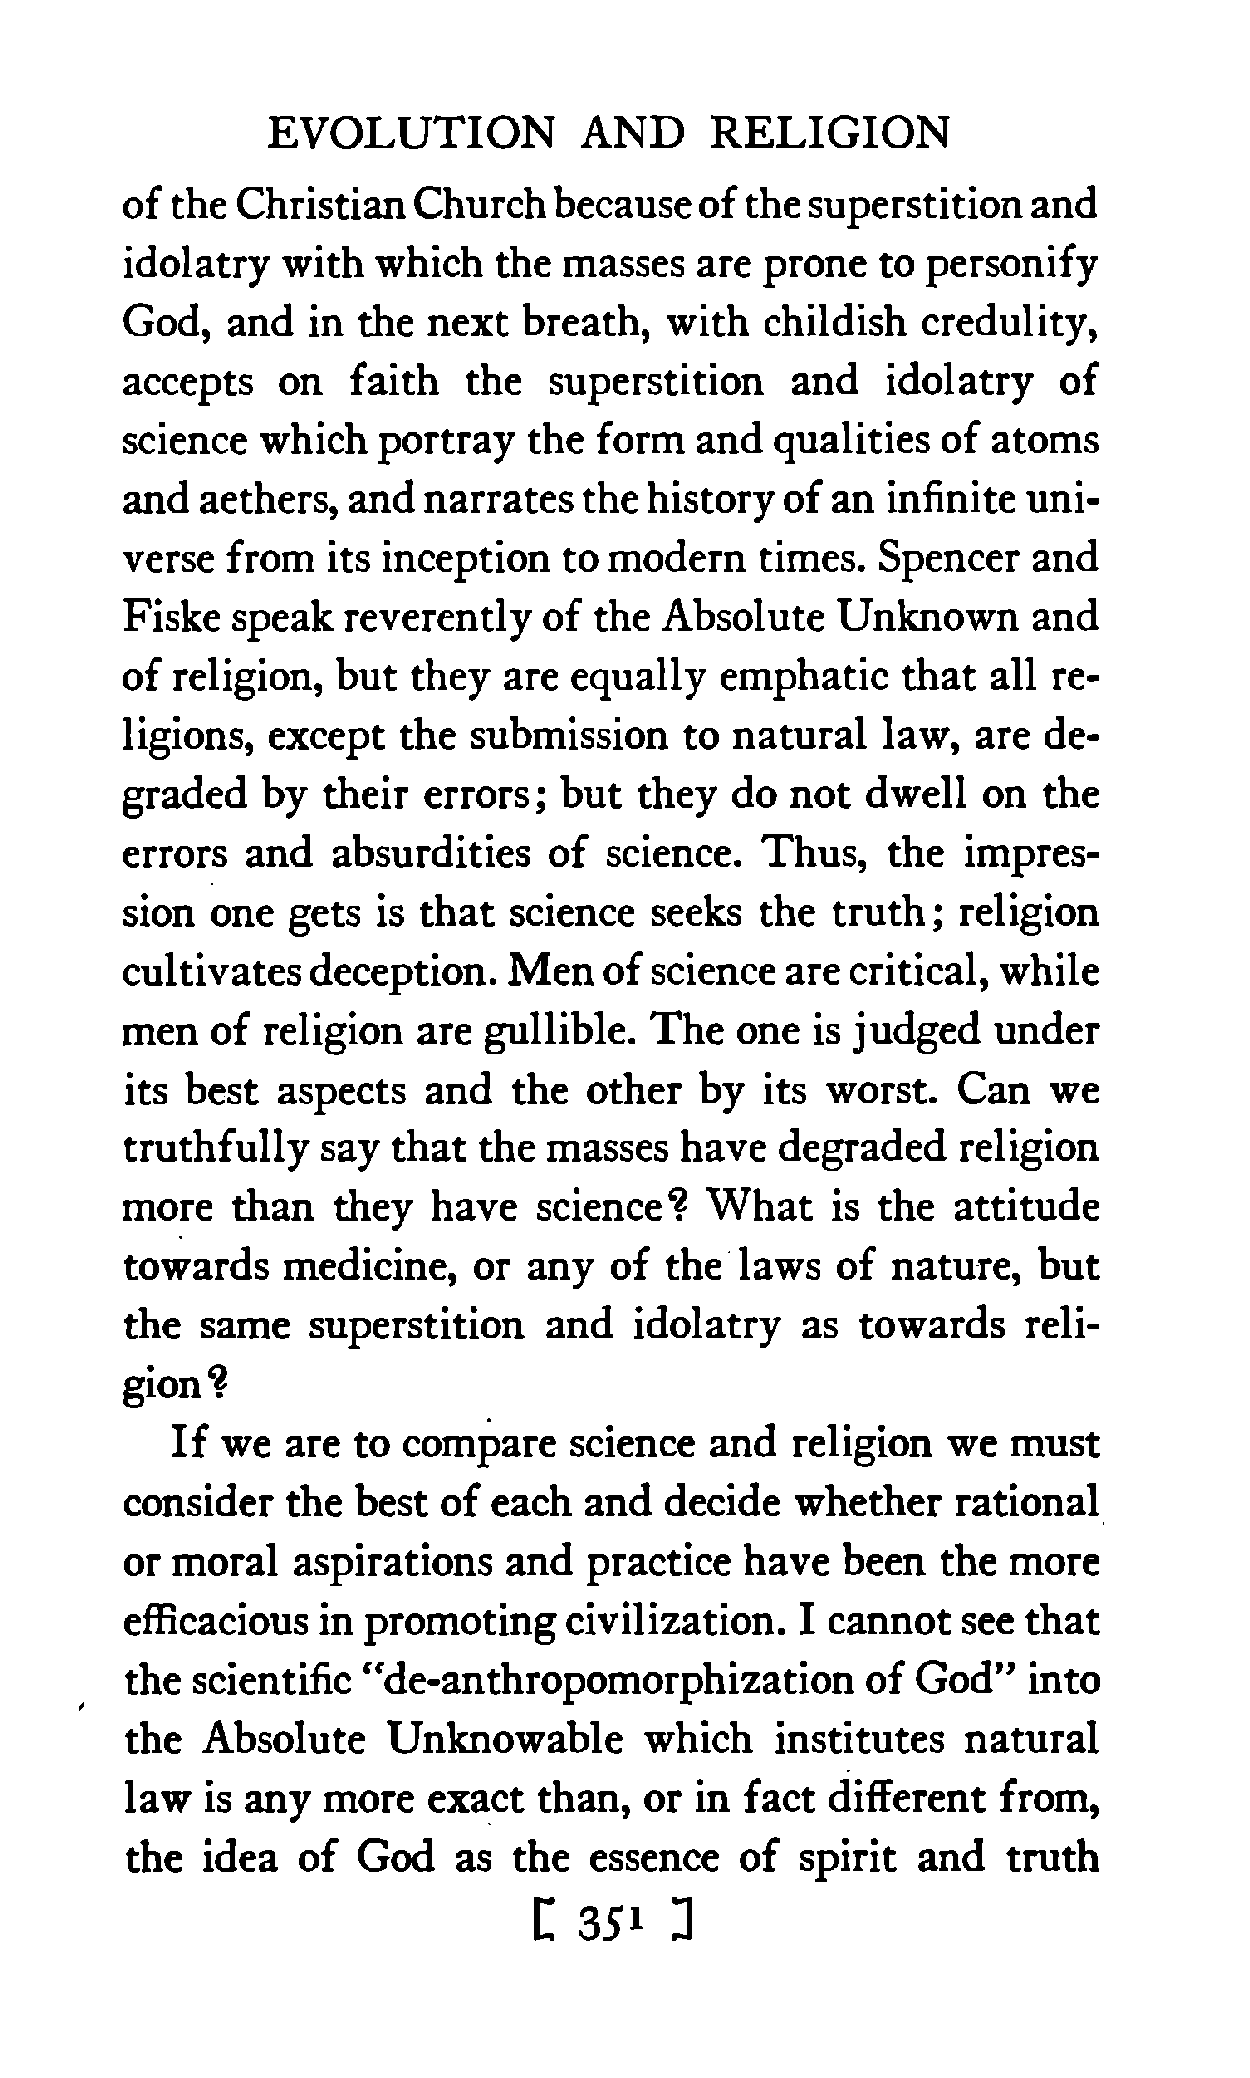 EVOLUTION AND RELIGION
of the Christian Church because of the superstition and
idolatry with which the masses are prone to personify
God, and in the next breath, with childish credulity,
accepts on faith the superstition and idolatry of
science which portray the form and qualities of atoms
and aethers, and narrates the history of an infinite uni-
verse from its inception to modern times. Spencer and
Fiske speak reverently of the Absolute Unknown and
of religion, but they are equally emphatic that all re-
ligions, except the submission to natural law, are de-
graded by their errors; but they do not dwell on the
errors and absurdities of science. Thus, the impres-
sion one gets is that science seeks the truth; religion
cultivates deception. Men of science are critical, while
men of religion are gullible. The one is judged under
its best aspects and the other by its worst. Can we
truthfully say that the masses have degraded religion
more than they have science? What is the attitude
towards medicine, or any of the laws of nature, but
the same superstition and idolatry as towards reli-
gion?
If we are to compare science and religion we must
consider the best of each and decide whether rational
or moral aspirations and practice have been the more
efficacious in promoting civilization. I cannot see that
the scientific “de-anthropomorphization of God” into
the Absolute Unknowable which institutes natural
law is any more exact than, or in fact different from,
the idea of God as the essence of spirit and truth
[ 351 ]